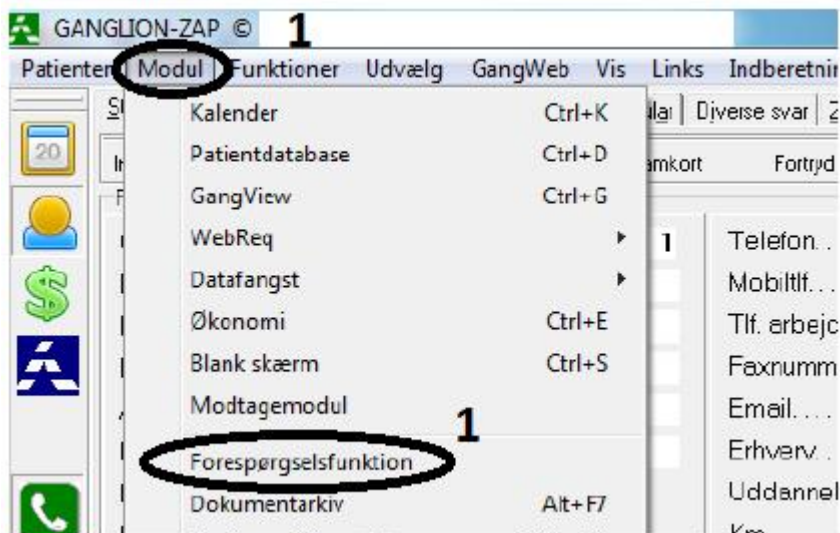 GANGLION-ZAP ©
1
Patienter Modul Funktioner Udvælg GangWeb Vis Links
Diverse svar
20
Kalender Ctrl+K
Patientdatabase Ctrl+D
Fortryd
GangView Ctrl+G
WebReq
1
Telefon. .
Datafangst
Mobiltlf. . .
Økonomi Ctrl+E
Tlf. arbejd
Blank skærm Ctrl+S
Faxnumm
Modtagemodul
1
Email. . . .
Forespørgselsfunktion
Erhverv. .
Dokumentarkiv Alt+F7
Uddannel